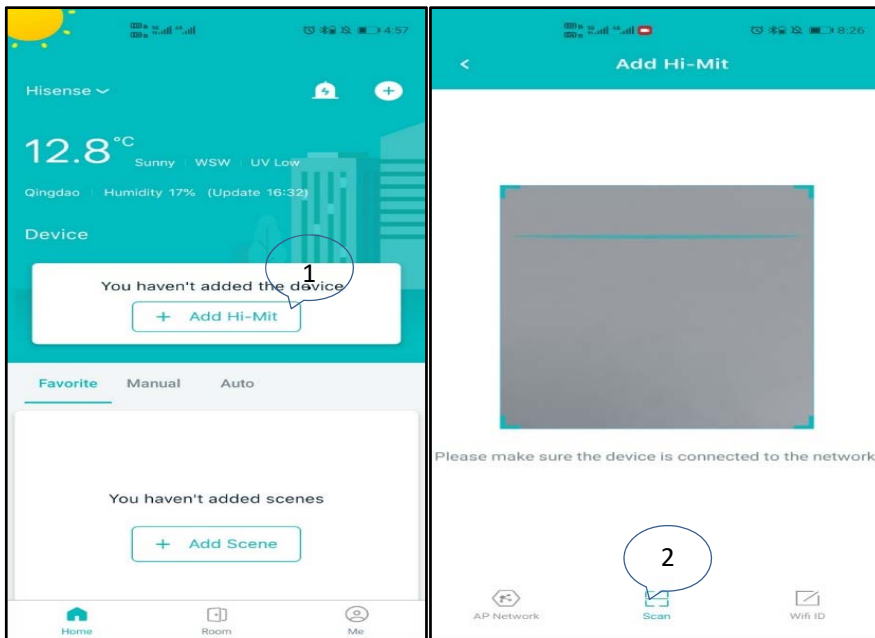 4:57
Hisense
12.8°C
Sunny WSW UV Low
Qingdao Humidity 17% (Update 16:32)
Device
1
You haven't added the device
+ Add Hi-Mit
Favorite Manual Auto
You haven't added scenes
+ Add Scene
Home Room Me
8:26
< Add Hi-Mit
Please make sure the device is connected to the network
2
AP Network Scan Wifi ID